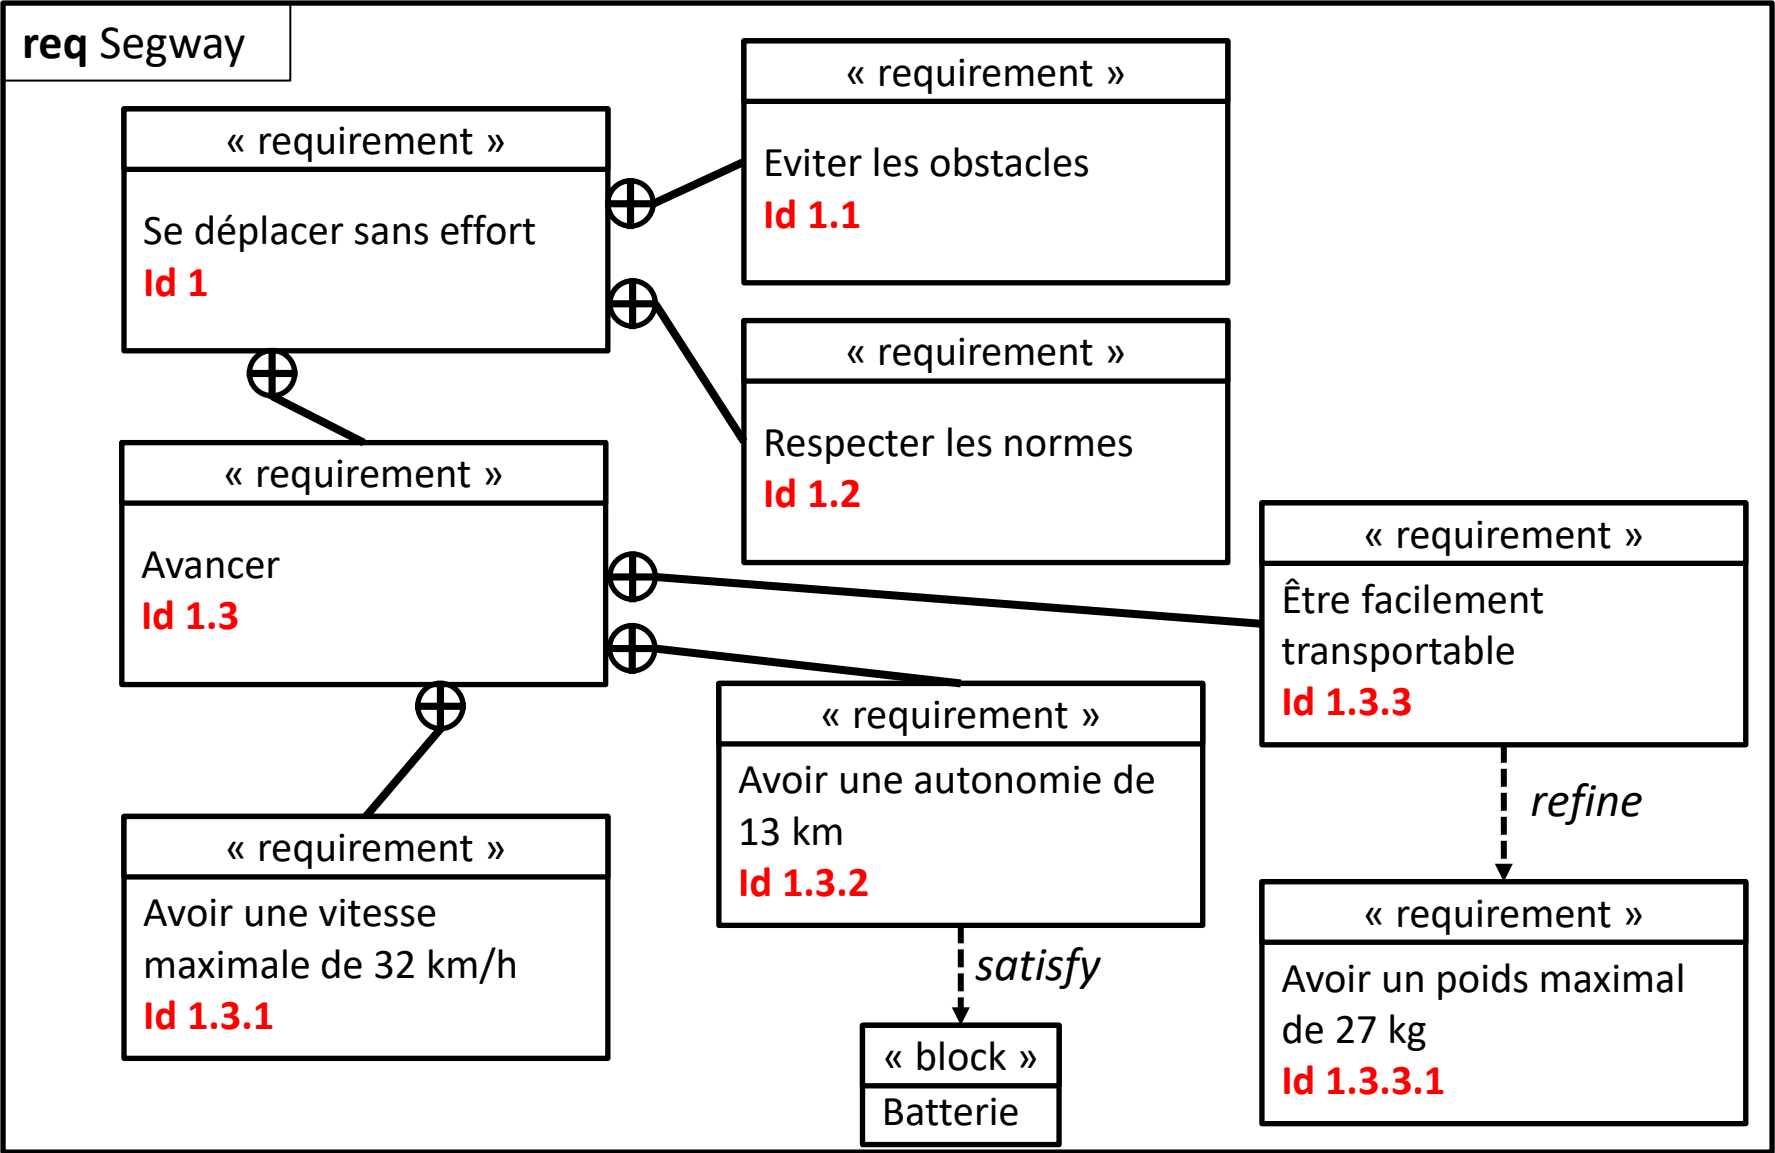 req Segway
« requirement »
Se déplacer sans effort
Id 1
« requirement »
Eviter les obstacles
Id 1.1
« requirement »
Respecter les normes
Id 1.2
« requirement »
Avancer
Id 1.3
« requirement »
Être facilement
transportable
Id 1.3.3
refine
« requirement »
Avoir une autonomie de
13 km
Id 1.3.2
satisfy
« requirement »
Avoir une vitesse
maximale de 32 km/h
Id 1.3.1
« block »
Batterie
« requirement »
Avoir un poids maximal
de 27 kg
Id 1.3.3.1